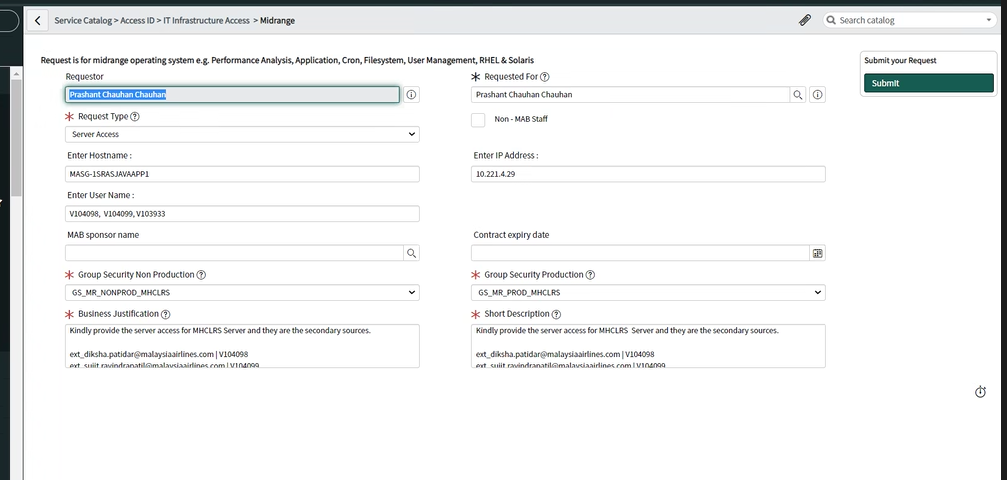 Service Catalog > Access ID > IT Infrastructure Access > Midrange
Search catalog
Request is for midrange operating system e.g. Performance Analysis, Application, Cron, Filesystem, User Management, RHEL & Solaris
Submit your Request
Submit
Requestor
Requested For
Prashant Chauhan Chauhan
Prashant Chauhan Chauhan
Request Type
Non - MAB Staff
Server Access
Enter Hostname :
Enter IP Address :
MASG-1SRASJAVAAPP1
10.221.4.29
Enter User Name :
V104098, V104099, V103933
MAB sponsor name
Contract expiry date
Group Security Non Production
Group Security Production
GS_MR_NONPROD_MHCLRS
GS_MR_PROD_MHCLRS
Business Justification
Short Description
Kindly provide the server access for MHCLRS Server and they are the secondary sources.
Kindly provide the server access for MHCLRS Server and they are the secondary sources.
ext_diksha.patidar@malaysiaairlines.com | V104098
ext_diksha.patidar@malaysiaairlines.com | V104098
ext_sujit.ravindrapatil@malaysiaairlines.com | V104099
ext_sujit.ravindrapatil@malaysiaairlines.com | V104099